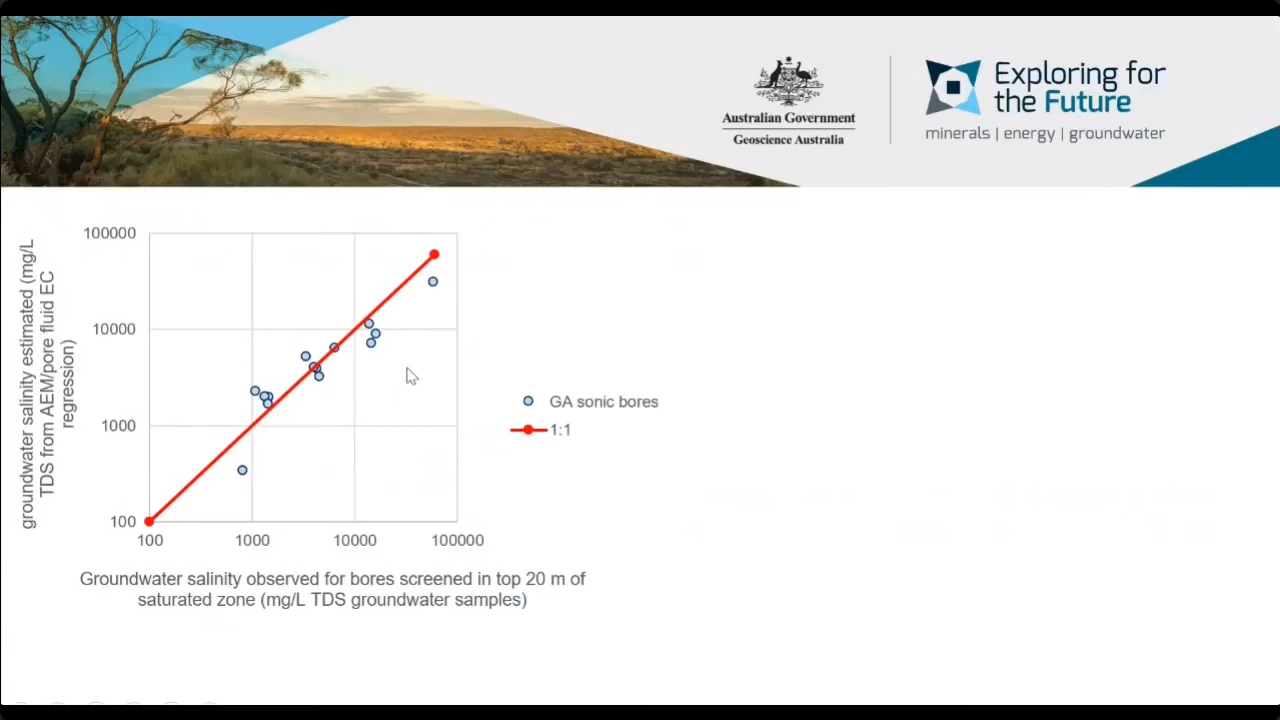 Australian Government
Geoscience Australia
Exploring for
the Future
minerals | energy | groundwater
groundwater salinity estimated (mg/L
TDS from AEM/pore fluid EC
regression)
100000
10000
1000
100
100
1000
10000
100000
Groundwater salinity observed for bores screened in top 20 m of
saturated zone (mg/L TDS groundwater samples)
GA sonic bores
1:1